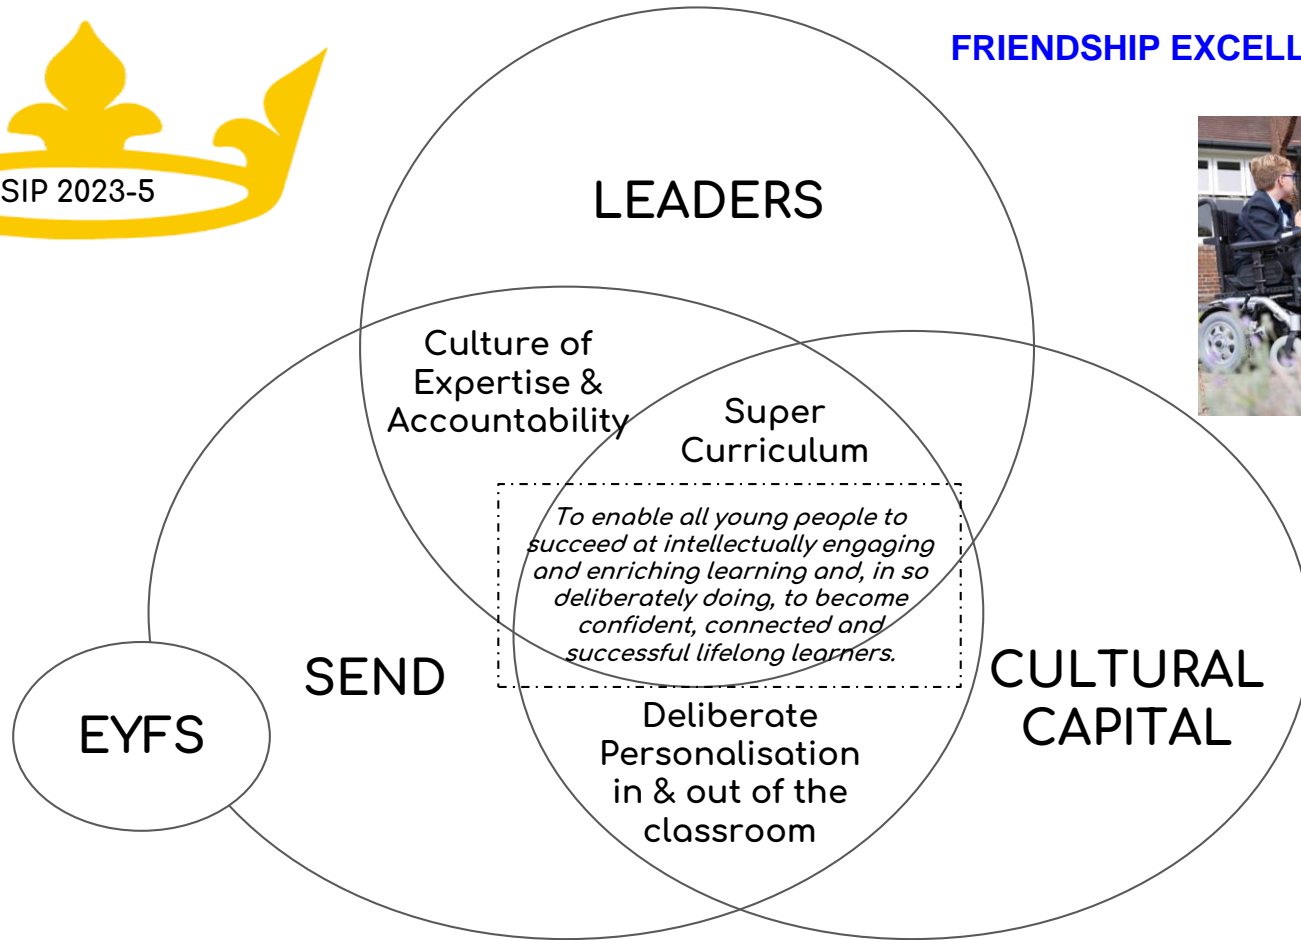 FRIENDSHIP
SIP 2023-5
LEADERS
Culture of
Expertise &
Accountability
Super
Curriculum
To enable all young people to
succeed at intellectually engaging
and enriching learning and, in so
deliberately doing, to become
confident, connected and
successful lifelong learners.
SEND
CULTURAL
CAPITAL
EYFS
Deliberate
Personalisation
in & out of the
classroom